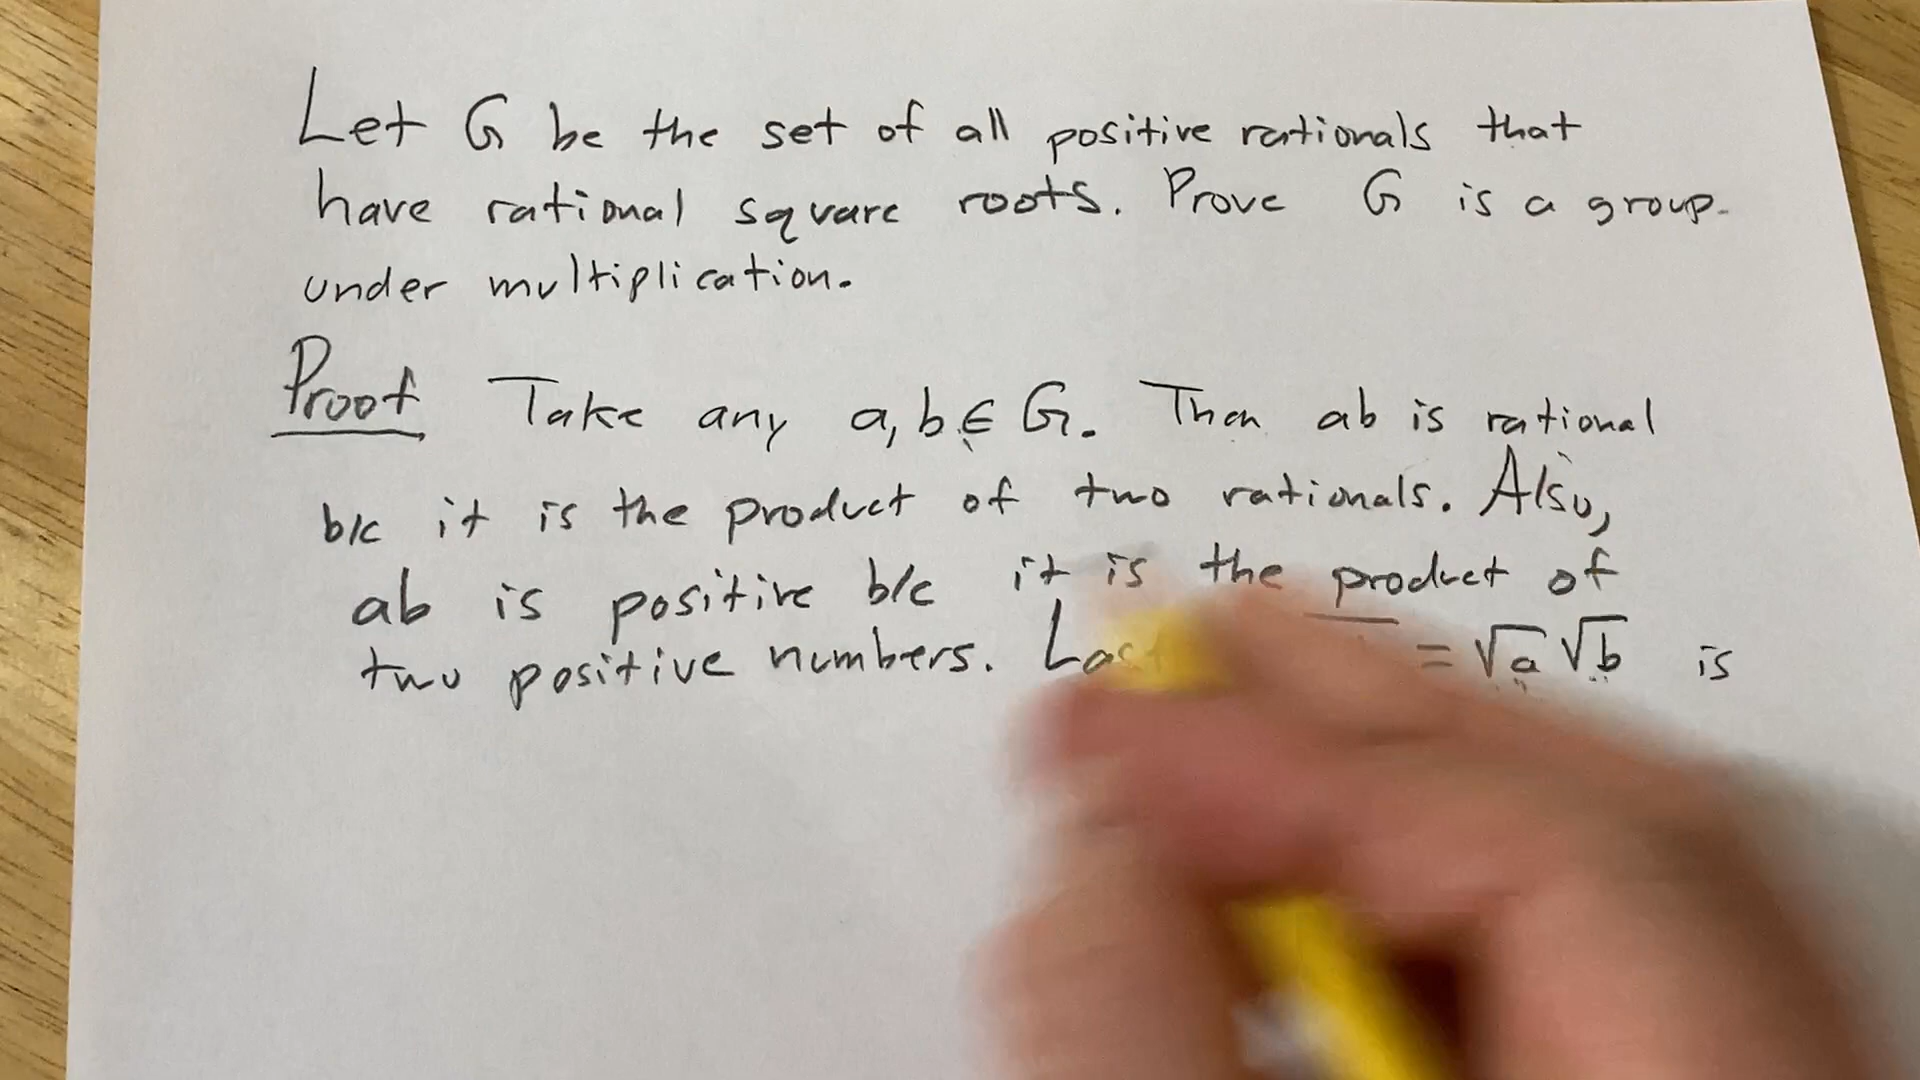 Let G be the set of all positive rationals that
have rational square roots. Prove G is a group
under multiplication.
Proof Take any a, b ∈ G. Then ab is rational
b/c it is the product of two rationals. Also,
ab is positive b/c it is the product of
two positive numbers. = √a √b is